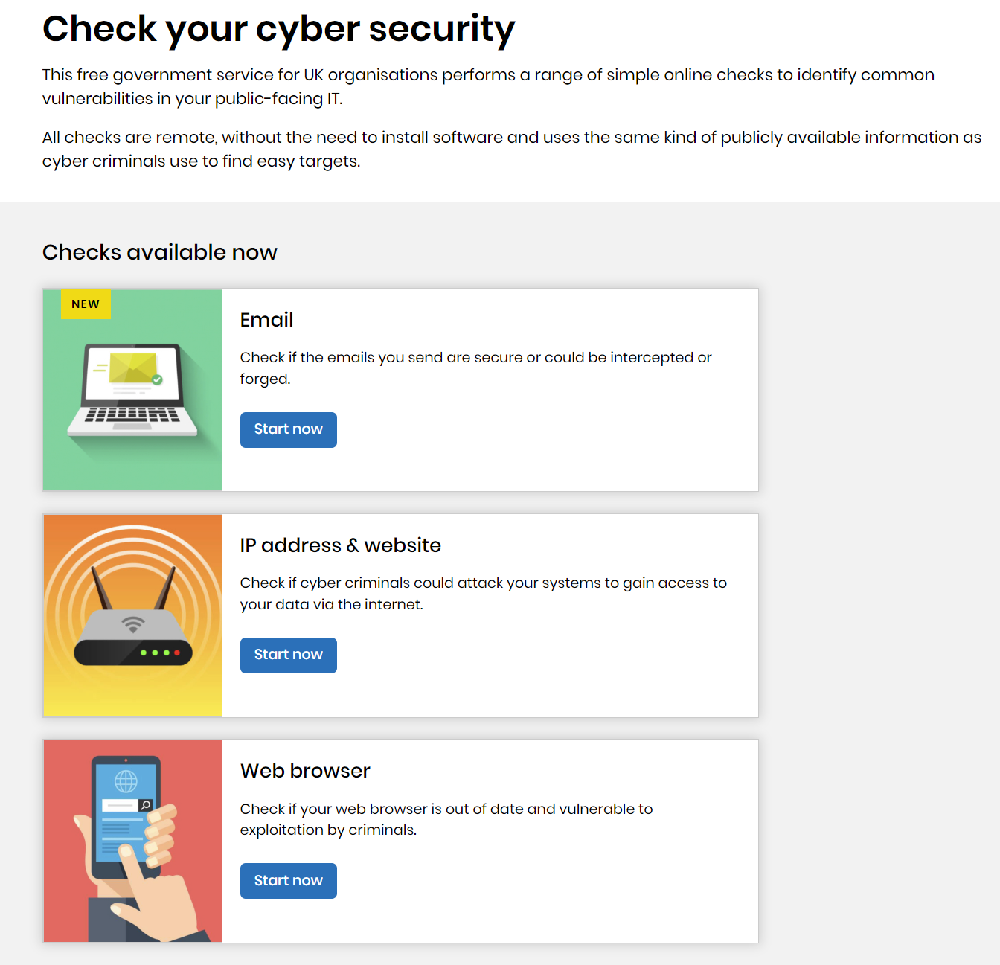 Check your cyber security
This free government service for UK organisations performs a range of simple online checks to identify common
vulnerabilities in your public-facing IT.
All checks are remote, without the need to install software and uses the same kind of publicly available information as
cyber criminals use to find easy targets.
Checks available now
NEW
Email
Check if the emails you send are secure or could be intercepted or
forged.
Start now
IP address & website
Check if cyber criminals could attack your systems to gain access to
your data via the internet.
Start now
Web browser
Check if your web browser is out of date and vulnerable to
exploitation by criminals.
Start now